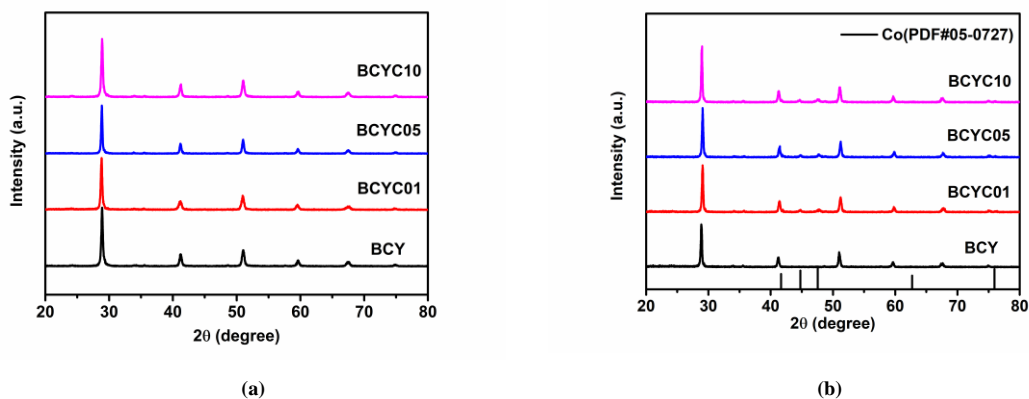 BCYC10
BCYC05
BCYC01
BCY
Intensity (a.u.)
20 30 40 50 60 70 80
2θ (degree)
(a)
Co(PDF#05-0727)
BCYC10
BCYC05
BCYC01
BCY
Intensity (a.u.)
20 30 40 50 60 70 80
2θ (degree)
(b)